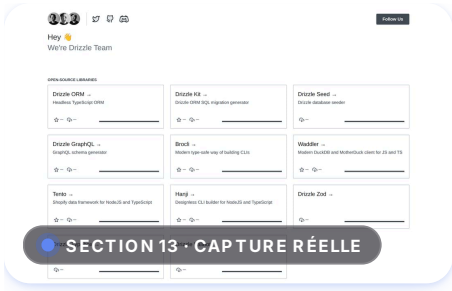 Follow Us
Hey 👋
We're Drizzle Team
OPEN-SOURCE LIBRARIES
Drizzle ORM →
Headless TypeScript ORM
Drizzle Kit →
Drizzle ORM SQL migration generator
Drizzle Seed →
Drizzle database seeder
Drizzle GraphQL →
GraphQL schema generator
Brocli →
Modern type-safe way of building CLIs
Waddler →
Modern DuckDB and MotherDuck client for JS and TS
Tento →
Shopify data framework for NodeJS and TypeScript
Hanji →
Designless CLI builder for NodeJS and TypeScript
Drizzle Zod →
SECTION 13 · CAPTURE RÉELLE